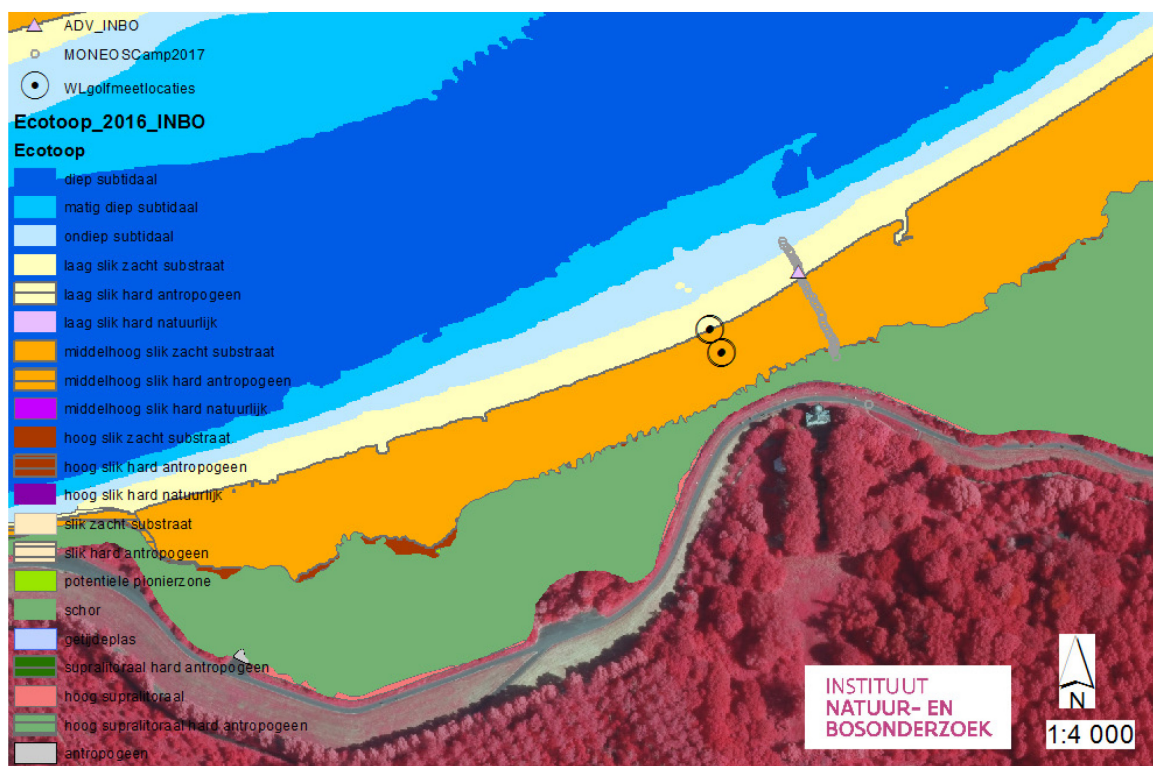 ADV_INBO
MONEOSCamp2017
WLgolfmeetlocaties
Ecotoop_2016_INBO
Ecotoop
diep subtidaal
matig diep subtidaal
ondiep subtidaal
laag slik zacht substraat
laag slik hard antropogeen
laag slik hard natuurlijk
middelhoog slik zacht substraat
middelhoog slik hard antropogeen
middelhoog slik hard natuurlijk
hoog slik zacht substraat
hoog slik hard antropogeen
hoog slik hard natuurlijk
slik zacht substraat
slik hard antropogeen
potentiele pionierzone
schor
getijdeplas
supralitoraal hard antropogeen
hoog supralitoraal
hoog supralitoraal hard antropogeen
antropogeen
INSTITUUT
NATUUR- EN
BOSONDERZOEK
N
1:4 000